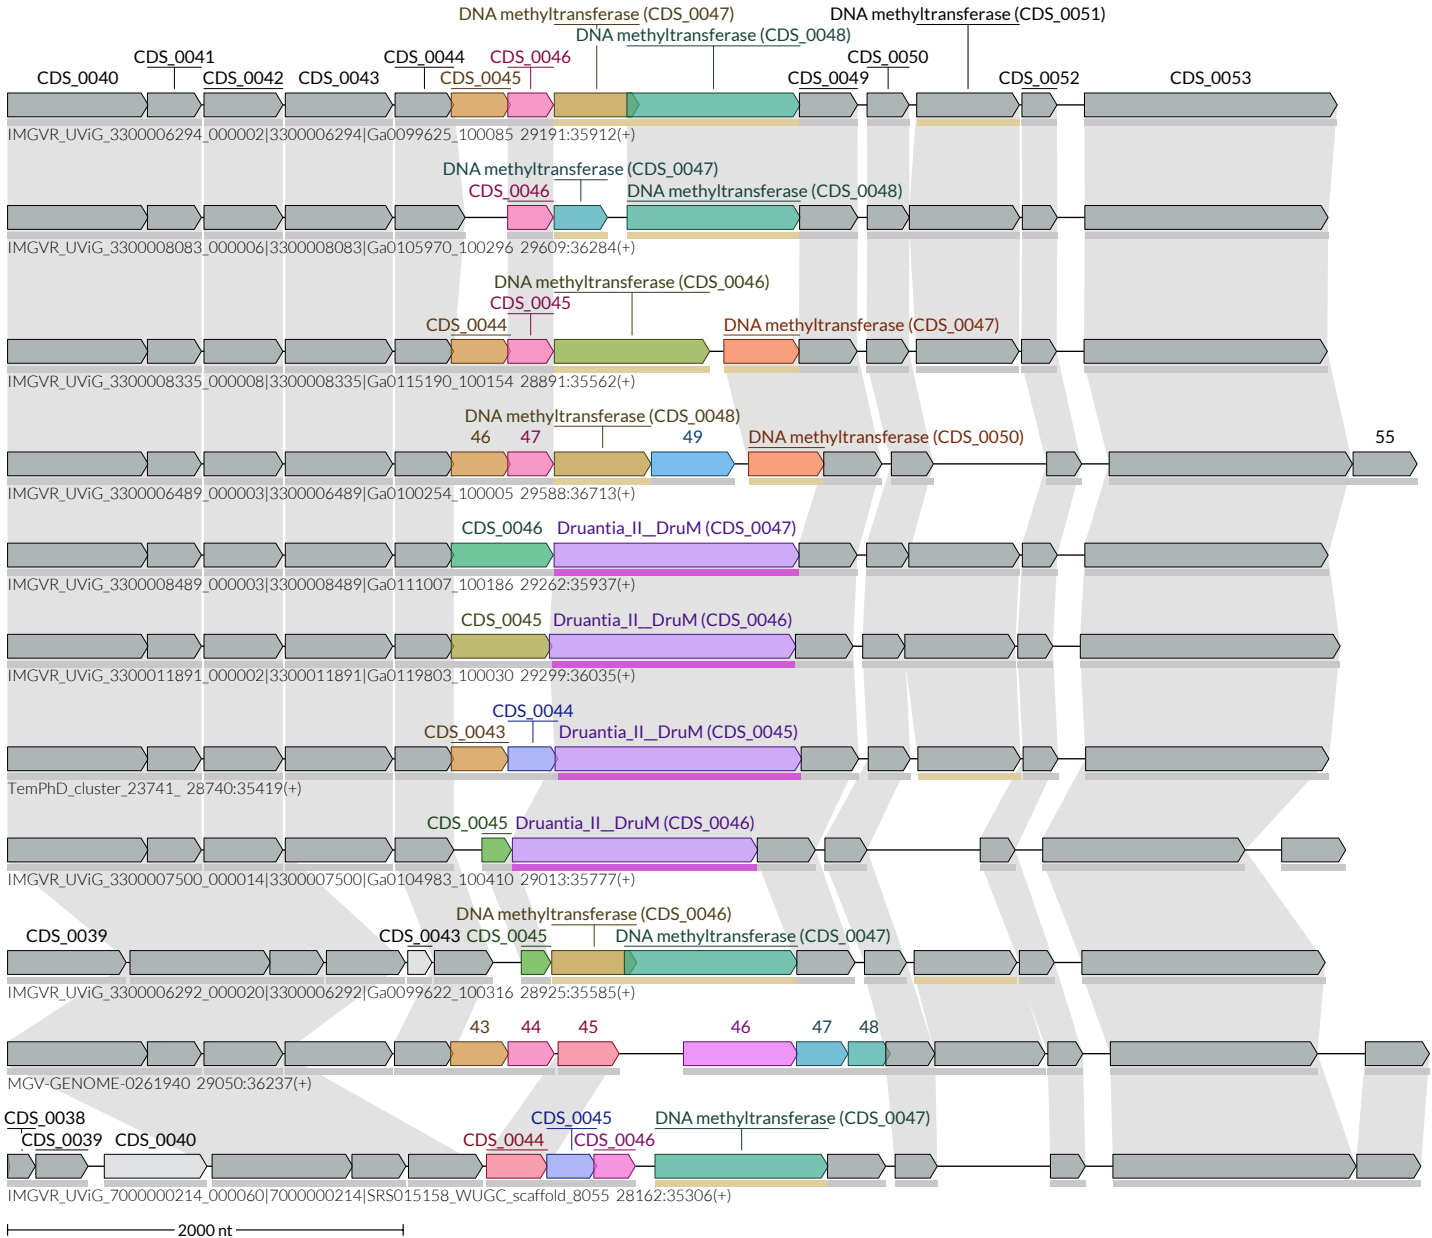 DNA methyltransferase (CDS_0047)
DNA methyltransferase (CDS_0051)
DNA methyltransferase (CDS_0048)
CDS_0041
CDS_0044
CDS_0046
CDS_0050
CDS_0040
CDS_0042
CDS_0043
CDS_0045
CDS_0049
CDS_0052
CDS_0053
IMGVR_UViG_3300006294_000002|3300006294|Ga0099625_100085 29191:35912(+)
DNA methyltransferase (CDS_0047)
CDS_0046
DNA methyltransferase (CDS_0048)
IMGVR_UViG_3300008083_000006|3300008083|Ga0105970_100296 29609:36284(+)
DNA methyltransferase (CDS_0046)
CDS_0045
CDS_0044
DNA methyltransferase (CDS_0047)
IMGVR_UViG_3300008335_000008|3300008335|Ga0115190_100154 28891:35562(+)
DNA methyltransferase (CDS_0048)
46
47
49
DNA methyltransferase (CDS_0050)
55
IMGVR_UViG_3300006489_000003|3300006489|Ga0100254_100005 29588:36713(+)
CDS_0046
Druantia_II__DruM (CDS_0047)
IMGVR_UViG_3300008489_000003|3300008489|Ga0111007_100186 29262:35937(+)
CDS_0045
Druantia_II__DruM (CDS_0046)
IMGVR_UViG_3300011891_000002|3300011891|Ga0119803_100030 29299:36035(+)
CDS_0044
CDS_0043
Druantia_II__DruM (CDS_0045)
TemPhD_cluster_23741_ 28740:35419(+)
CDS_0045
Druantia_II__DruM (CDS_0046)
IMGVR_UViG_3300007500_000014|3300007500|Ga0104983_100410 29013:35777(+)
DNA methyltransferase (CDS_0046)
CDS_0039
CDS_0043
CDS_0045
DNA methyltransferase (CDS_0047)
IMGVR_UViG_3300006292_000020|3300006292|Ga0099622_100316 28925:35585(+)
43
44
45
46
47
48
MGV-GENOME-0261940 29050:36237(+)
CDS_0038
CDS_0045
DNA methyltransferase (CDS_0047)
CDS_0039
CDS_0040
CDS_0044
CDS_0046
IMGVR_UViG_7000000214_000060|7000000214|SRS015158_WUGC_scaffold_8055 28162:35306(+)
2000 nt